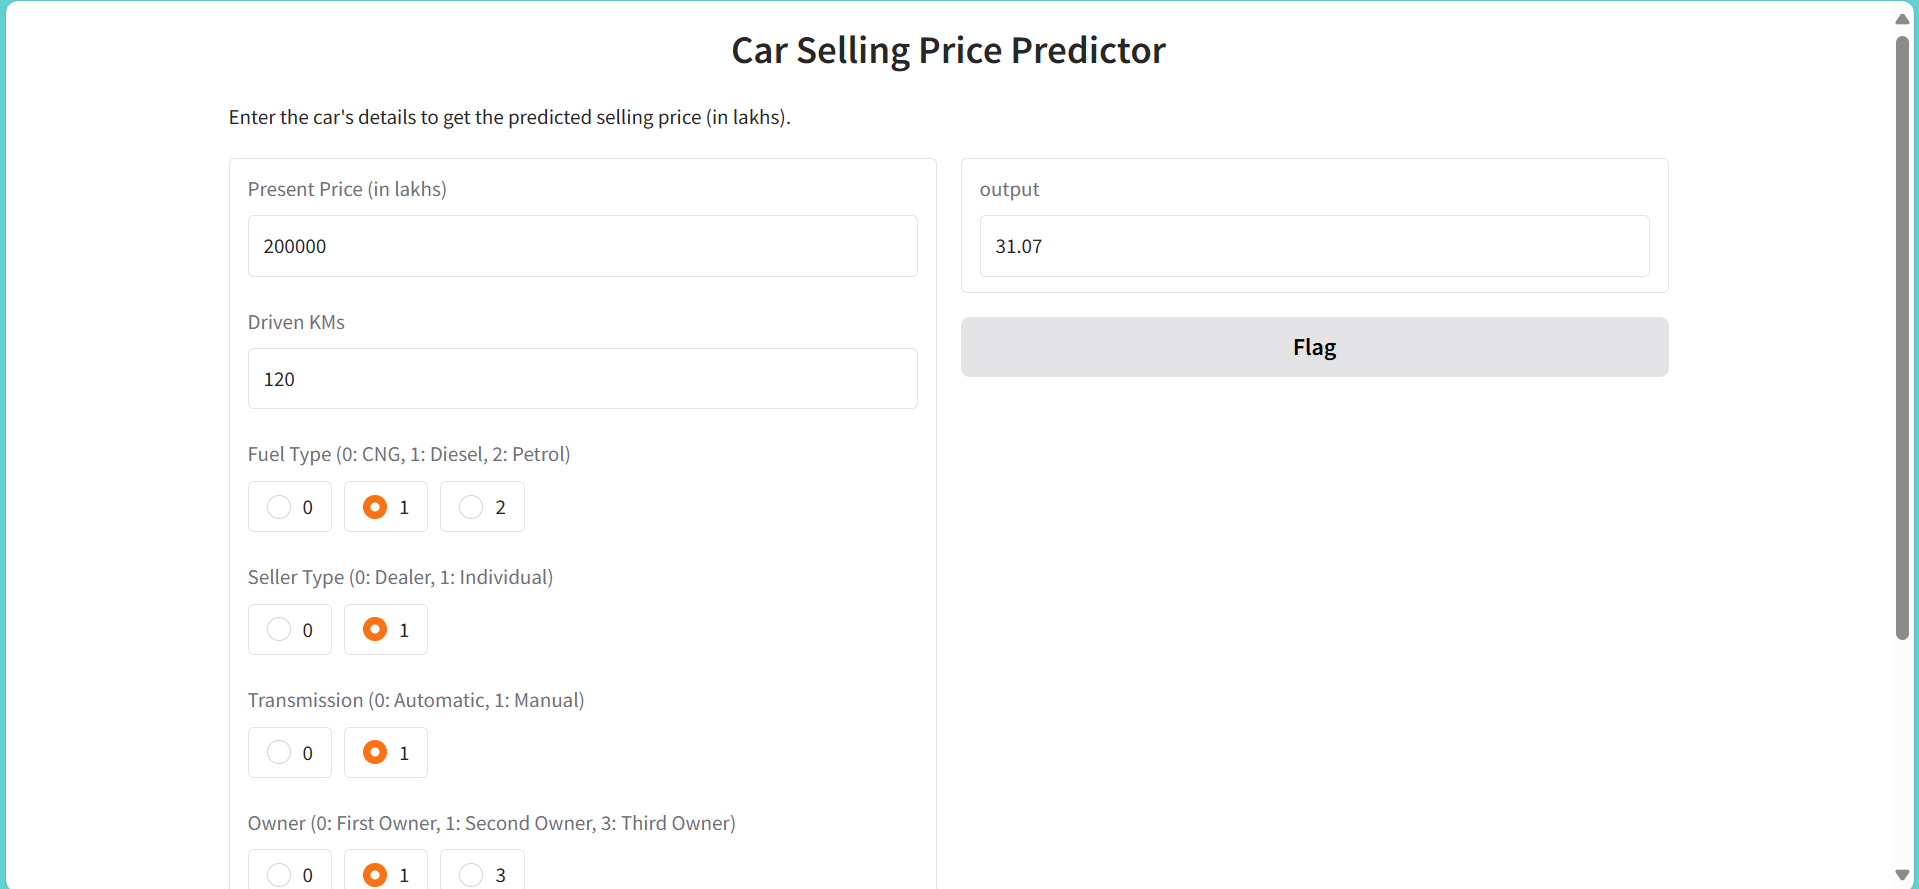 Car Selling Price Predictor
Enter the car's details to get the predicted selling price (in lakhs).
Present Price (in lakhs)
200000
Driven KMs
120
Fuel Type (0: CNG, 1: Diesel, 2: Petrol)
0 1 2
Seller Type (0: Dealer, 1: Individual)
0 1
Transmission (0: Automatic, 1: Manual)
0 1
Owner (0: First Owner, 1: Second Owner, 3: Third Owner)
0 1 3
output
31.07
Flag